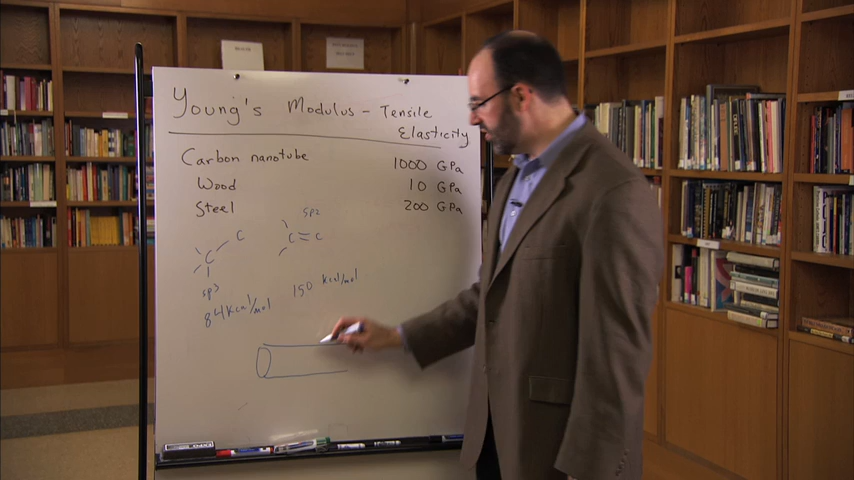 Young's Modulus - Tensile
Elasticity
Carbon nanotube 1000 GPa
Wood 10 GPa
Steel 200 GPa
sp2
C
C
C = C
sp3
84 kcal/mol
150 kcal/mol
EXPO